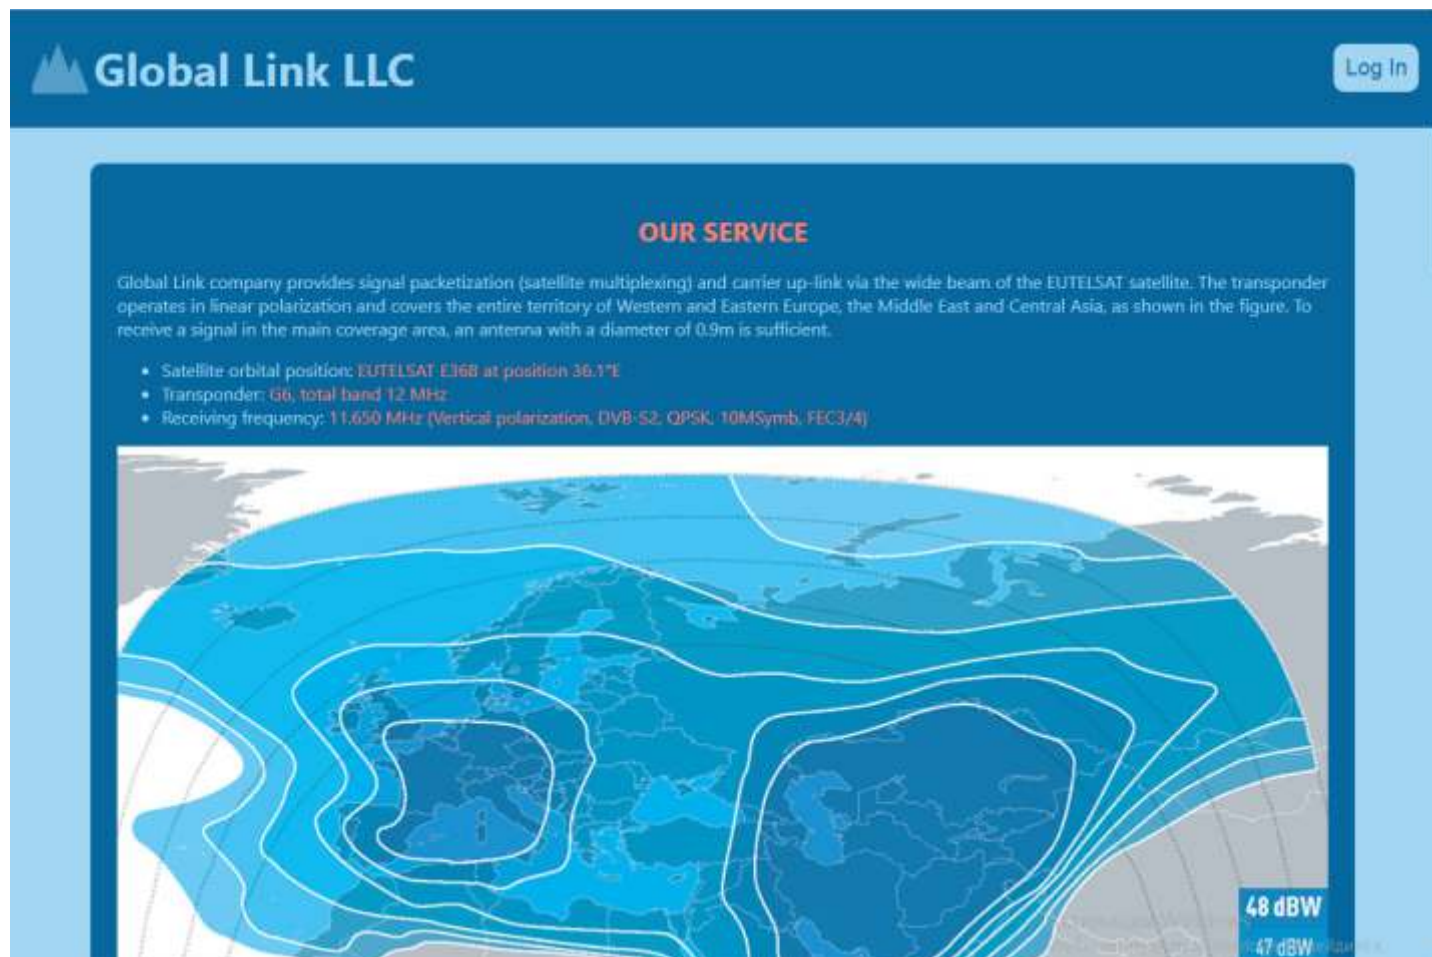 Global Link LLC
Log In
OUR SERVICE
Global Link company provides signal packetization (satellite multiplexing) and carrier up-link via the wide beam of the EUTELSAT satellite. The transponder
operates in linear polarization and covers the entire territory of Western and Eastern Europe, the Middle East and Central Asia, as shown in the figure. To
receive a signal in the main coverage area, an antenna with a diameter of 0.9m is sufficient.
• Satellite orbital position: EUTELSAT E36B at position 36.1°E
• Transponder: G6, total band 12 MHz
• Receiving frequency: 11.650 MHz (Vertical polarization, DVB-S2, QPSK, 10MSymb, FEC3/4)
48 dBW
47 dBW